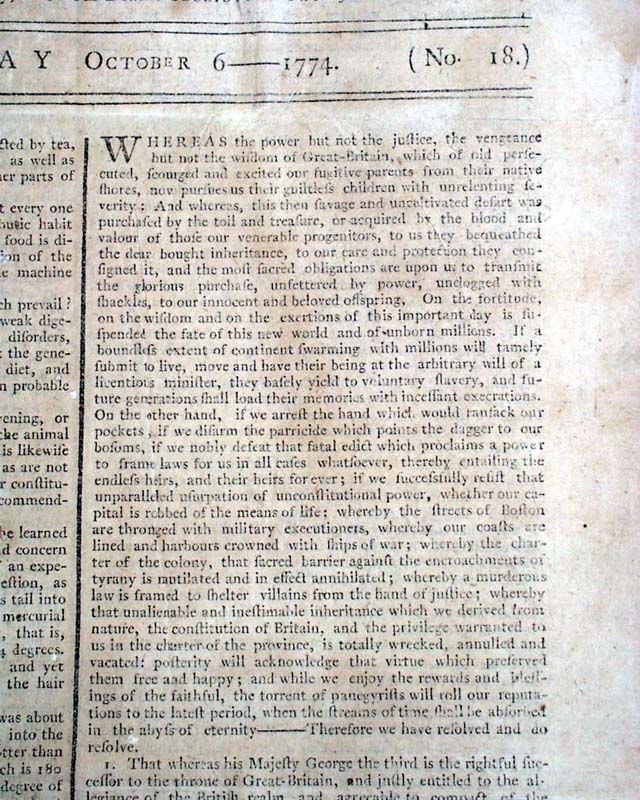 AY OCTOBER 6——1774. (No. 18.)
ſted by tea,
as well as
er parts of
t every one
butic habit
food is di-
ion of the
e machine
ch prevail?
weak dige-
diſorders,
t the gene-
diet, and
n probable
vening, or
the animal
is likewiſe
as are not
r conſtitu-
commend-
be learned
d concern
an expe-
eſtion, as
s tail into
mercurial
, that is,
4 degrees.
and yet
the hair
was about
into the
otter than
ch is 180
degree of
WHEREAS the power but not the juſtice, the vengeance
but not the wiſdom of Great-Britain, which of old perſe-
cuted, ſcourged and excited our fugitive parents from their native
ſhores, now purſues us their guiltleſs children with unrelenting ſe-
verity: And whereas, this then ſavage and uncultivated deſart was
purchaſed by the toil and treaſure, or acquired by the blood and
valour of thoſe our venerable progenitors, to us they bequeathed
the dear bought inheritance, to our care and protection they con-
ſigned it, and the moſt ſacred obligations are upon us to tranſmit
the glorious purchaſe, unfettered by power, unclogged with
ſhackles, to our innocent and beloved offſpring. On the fortitude,
on the wiſdom and on the exertions of this important day is ſu-
ſpended the fate of this new world and of unborn millions. If a
boundleſs extent of continent ſwarming with millions will tamely
ſubmit to live, move and have their being at the arbitrary will of a
licentious miniſter, they baſely yield to voluntary ſlavery, and fu-
ture generations ſhall load their memories with inceſſant execrations.
On the other hand, if we arreſt the hand which would ranſack our
pockets, if we diſarm the parricide which points the dagger to our
boſoms, if we nobly defeat that fatal edict which proclaims a power
to frame laws for us in all caſes whatſoever, thereby entailing the
endleſs heirs, and their heirs for ever; if we ſucceſsfully reſiſt that
unparalleled uſurpation of unconſtitutional power, whether our ca-
pital is robbed of the means of life; whereby the ſtreets of Boſton
are thronged with military executioners, whereby our coaſts are
lined and harbours crowned with ſhips of war; whereby the char-
ter of the colony, that ſacred barrier againſt the encroachments of
tyrany is mutilated and in effect annihilated; whereby a murderous
law is framed to ſhelter villains from the hand of juſtice; whereby
that unalienable and ineſtimable inheritance which we derived from
nature, the conſtitution of Britain, and the privilege warranted to
us in the charter of the province, is totally wrecked, annulled and
vacated: poſterity will acknowledge that virtue which preſerved
them free and happy; and while we enjoy the rewards and bleſſ-
ings of the faithful, the torrent of panegyriſts will roll our reputa-
tions to the lateſt period, when the ſtreams of time ſhall be abſorbed
in the abyſs of eternity——Therefore we have reſolved and do
reſolve.
1. That whereas his Majeſty George the third is the rightful ſuc-
ceſſor to the throne of Great-Britain, and juſtly entitled to the al-
legiance of the Britiſh realm, and agreeable to compact of the